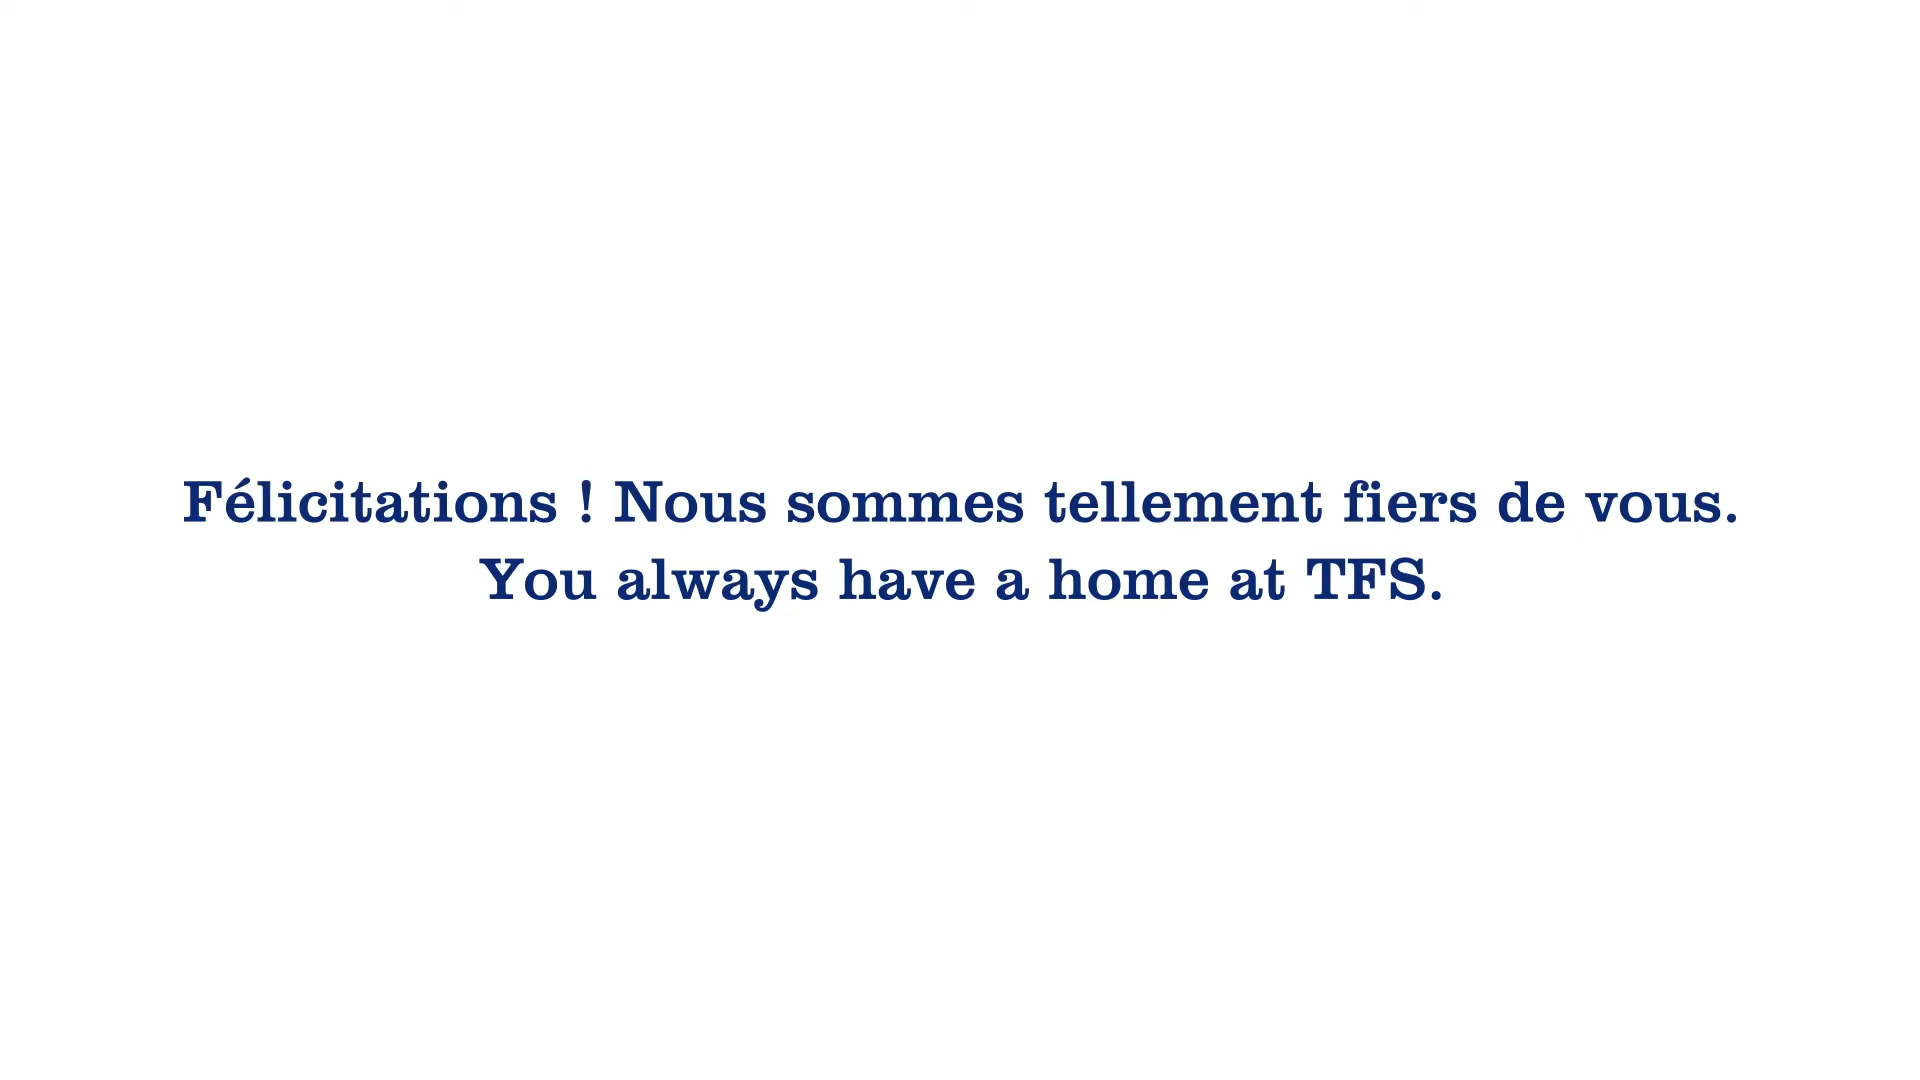 Félicitations ! Nous sommes tellement fiers de vous.
You always have a home at TFS.